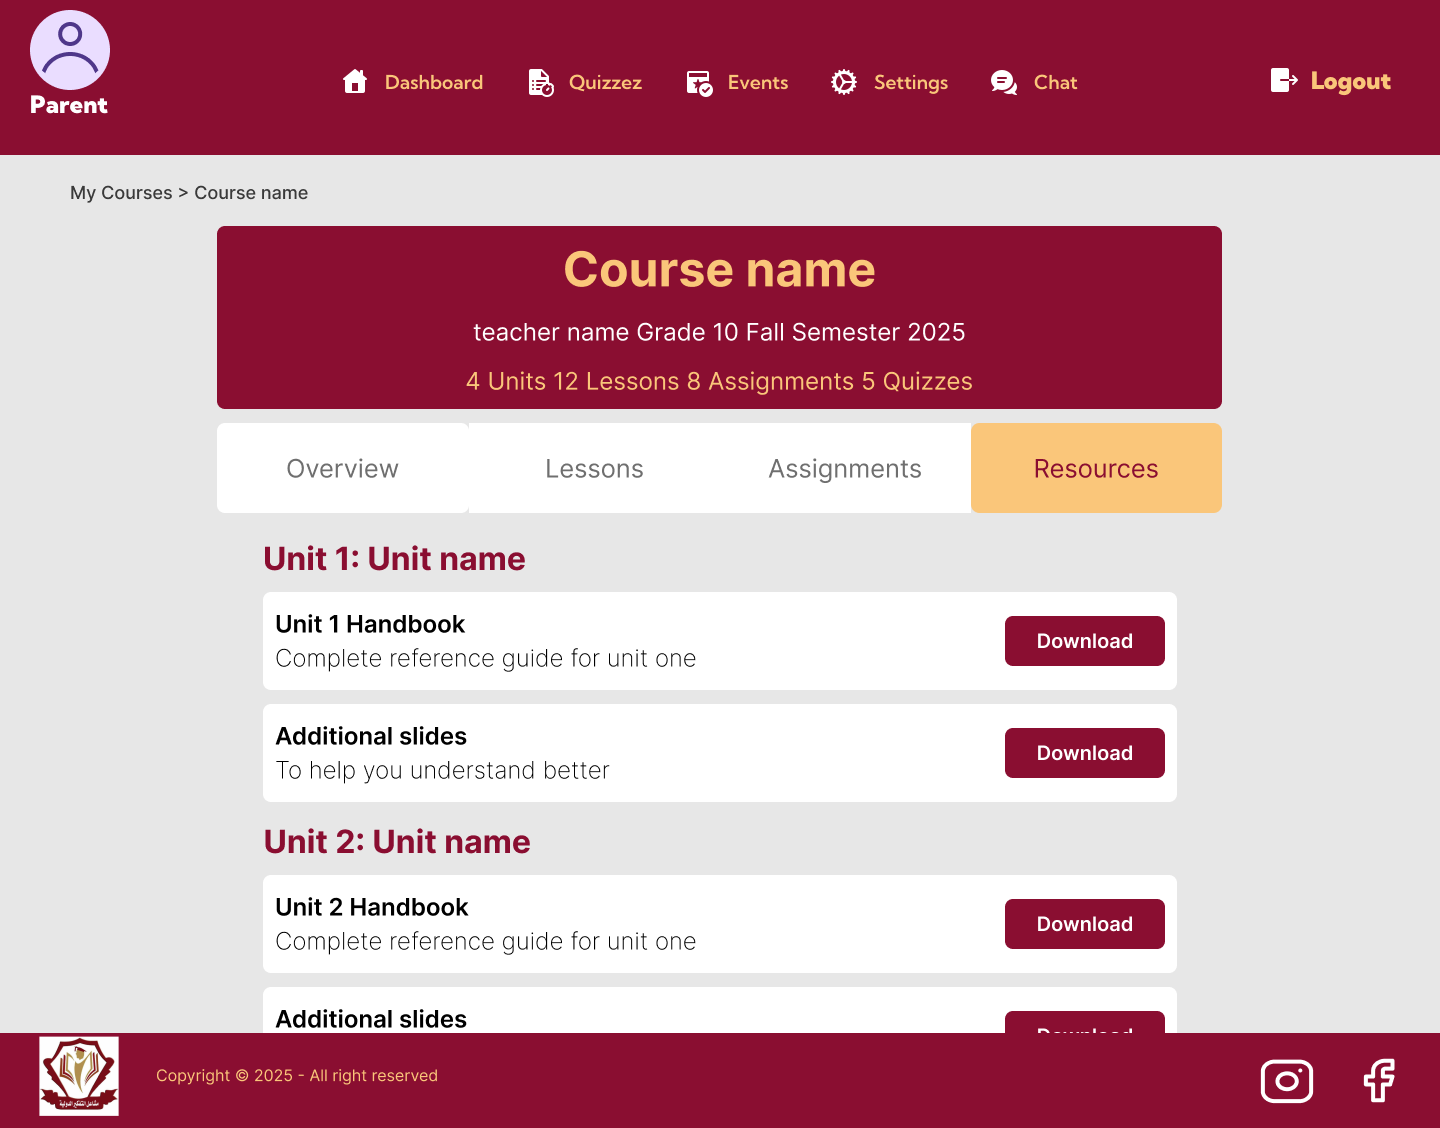 Parent
Dashboard
Quizzez
Events
Settings
Chat
Logout
My Courses > Course name
Course name
teacher name Grade 10 Fall Semester 2025
4 Units 12 Lessons 8 Assignments 5 Quizzes
Overview
Lessons
Assignments
Resources
Unit 1: Unit name
Unit 1 Handbook
Complete reference guide for unit one
Download
Additional slides
To help you understand better
Download
Unit 2: Unit name
Unit 2 Handbook
Complete reference guide for unit one
Download
Additional slides
Download
Copyright © 2025 - All right reserved